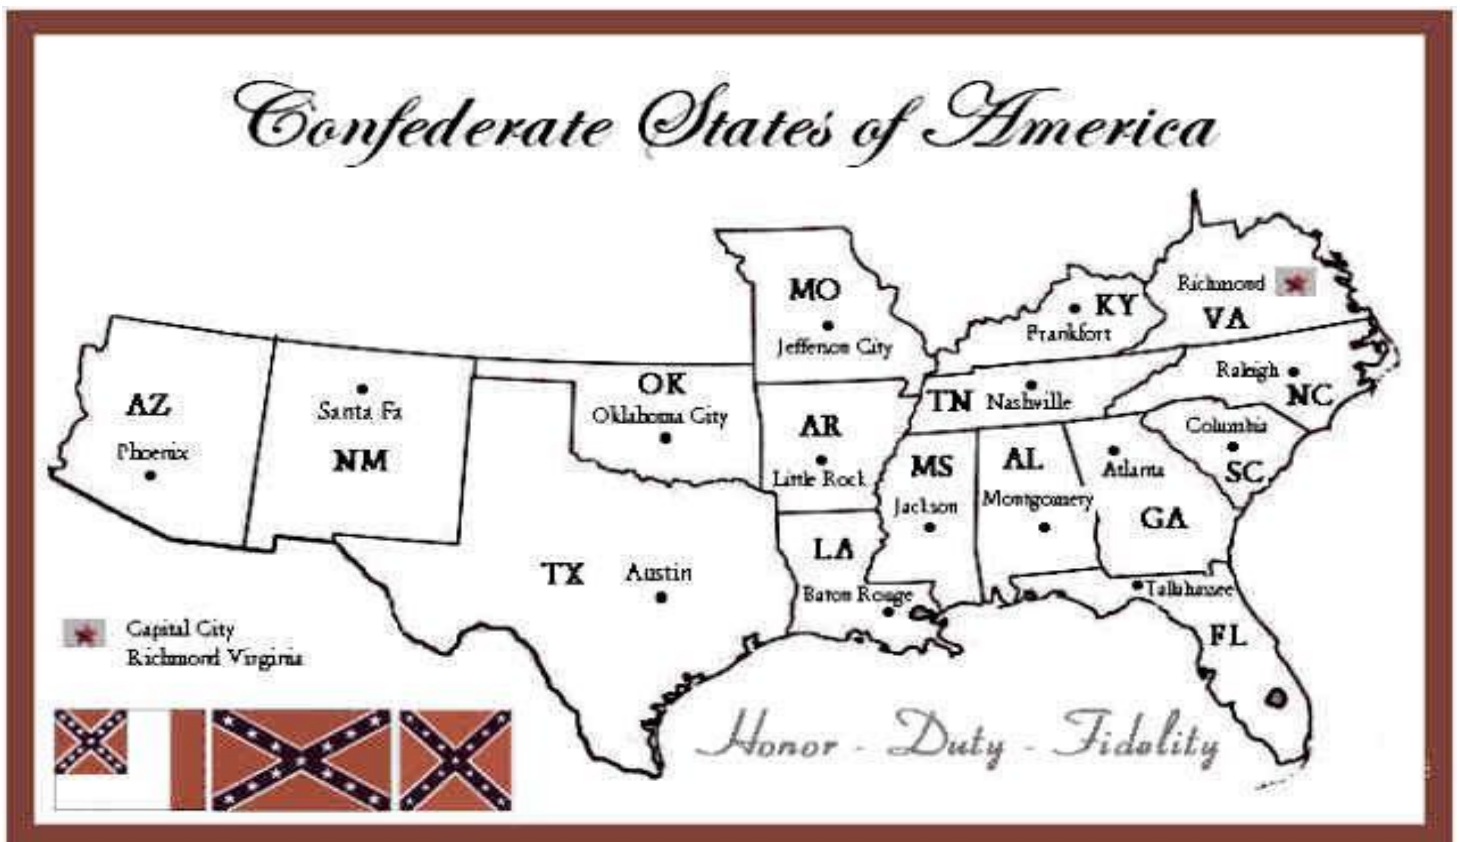 Confederate States of America
MO
Jefferson City
Richmond
VA
KY
Frankfort
AZ
Phoenix
Santa Fa
NM
OK
Oklahoma City
AR
Little Rock
TN Nashville
Raleigh
NC
Columbia
SC
MS
Jackson
AL
Montgomery
Atlanta
GA
TX Austin
LA
Baton Rouge
Tallahassee
FL
Capital City
Richmond Virginia
Honor - Duty - Fidelity